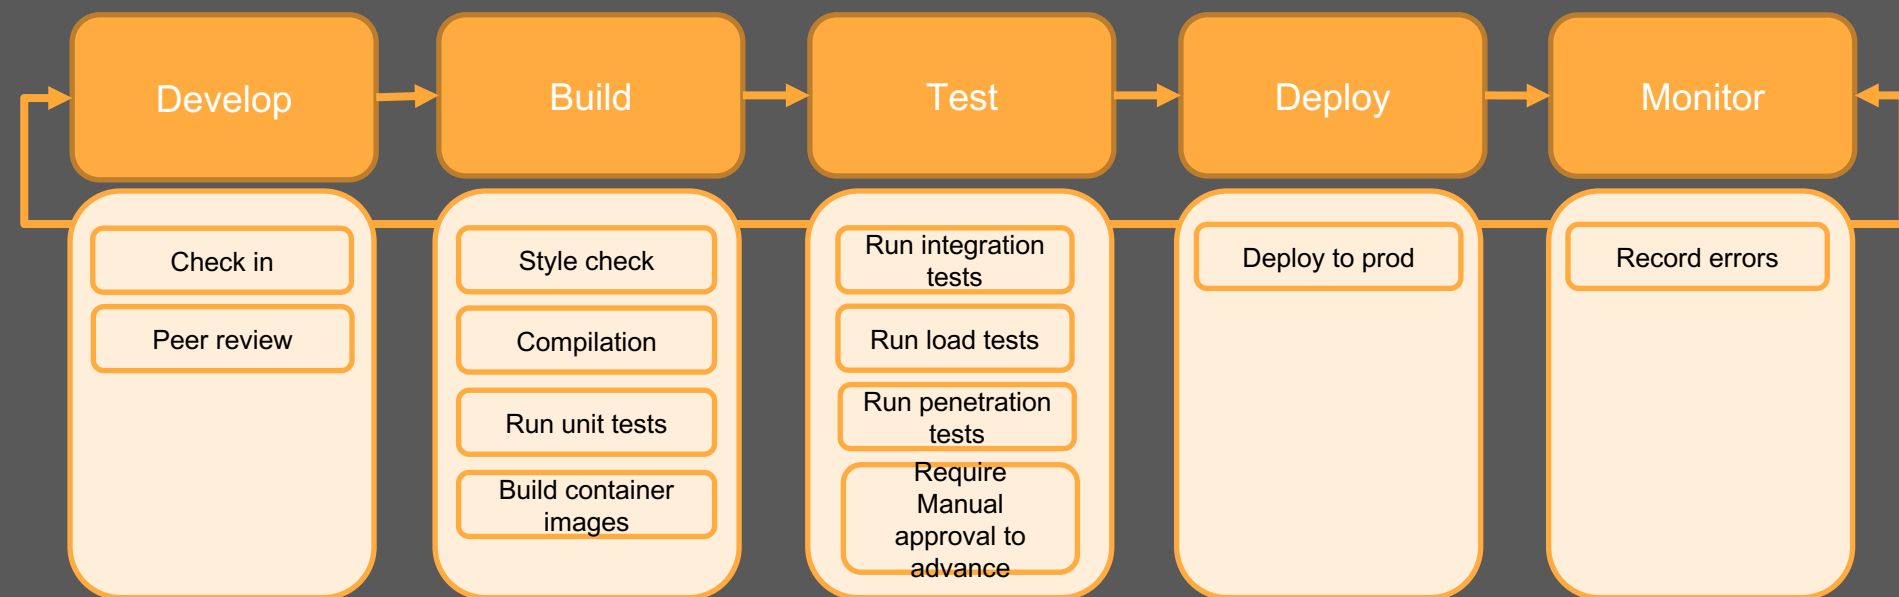 Develop
Build
Test
Deploy
Monitor
Check in
Peer review
Style check
Compilation
Run unit tests
Build container
images
Run integration
tests
Run load tests
Run penetration
tests
Require
Manual
approval to
advance
Deploy to prod
Record errors